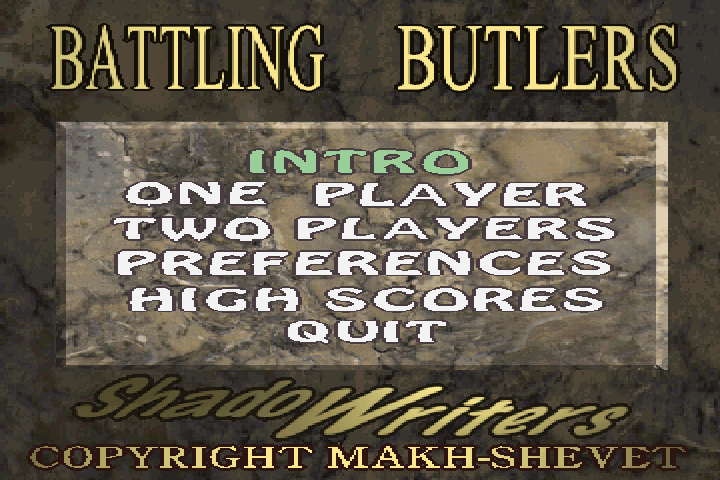 BATTLING BUTLERS
INTRO
ONE PLAYER
TWO PLAYERS
PREFERENCES
HIGH SCORES
QUIT
ShadoWriters
COPYRIGHT MAKH-SHEVET